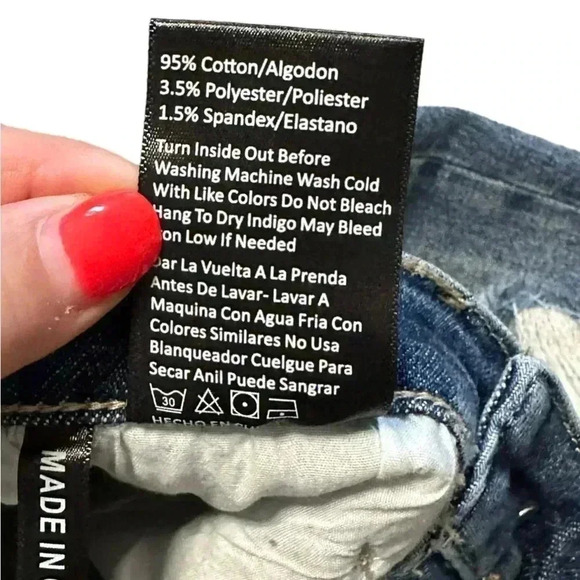 95% Cotton/Algodon
3.5% Polyester/Poliester
1.5% Spandex/Elastano
Turn Inside Out Before
Washing Machine Wash Cold
With Like Colors Do Not Bleach
Hang To Dry Indigo May Bleed
Iron Low If Needed
Dar La Vuelta A La Prenda
Antes De Lavar- Lavar A
Maquina Con Agua Fria Con
Colores Similares No Usa
Blanqueador Cuelgue Para
Secar Anil Puede Sangrar
30
HECHO EN
MADE IN